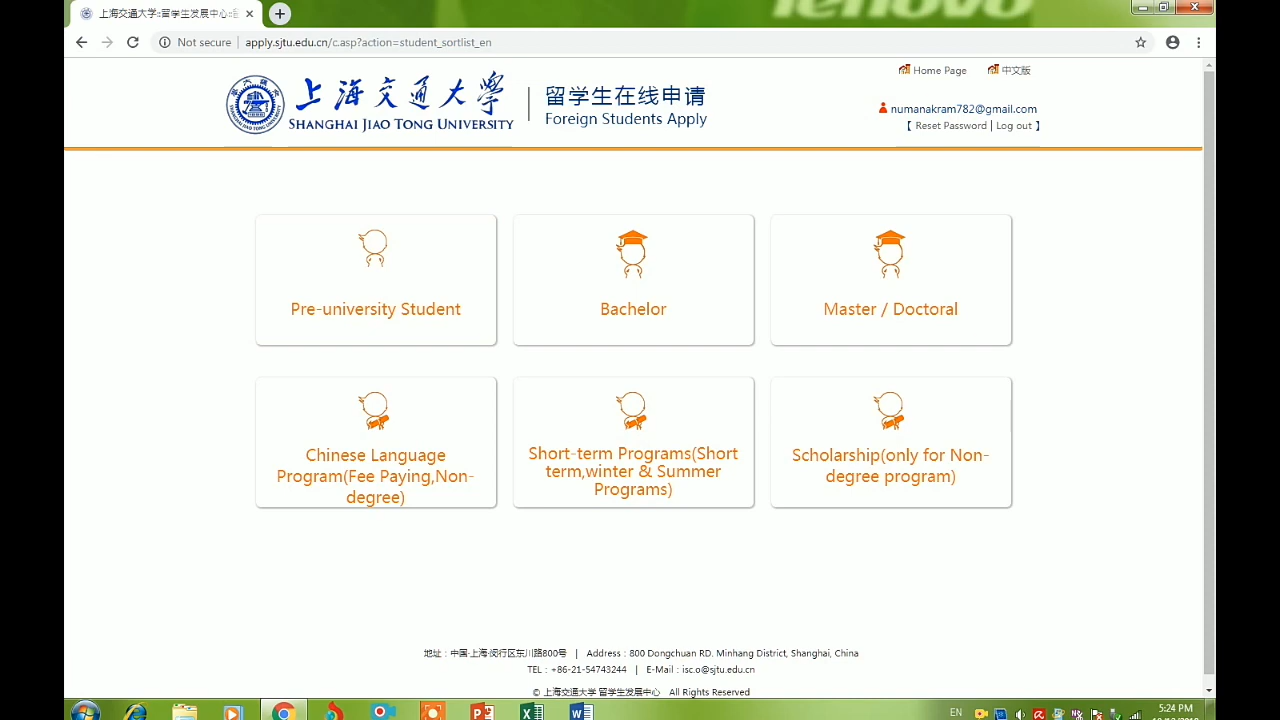 lenovo
上海交通大学::留学生发展中心::
Not secure | apply.sjtu.edu.cn/c.asp?action=student_sortlist_en
Home Page 中文版
上海交通大学
SHANGHAI JIAO TONG UNIVERSITY
留学生在线申请
Foreign Students Apply
numanakram782@gmail.com
【 Reset Password | Log out 】
Pre-university Student
Bachelor
Master / Doctoral
Chinese Language
Program(Fee Paying,Non-
degree)
Short-term Programs(Short
term,winter & Summer
Programs)
Scholarship(only for Non-
degree program)
地址：中国·上海·闵行区东川路800号 | Address：800 Dongchuan RD. Minhang District, Shanghai, China
TEL：+86-21-54743244 | E-Mail：isc.o@sjtu.edu.cn
© 上海交通大学 留学生发展中心 All Rights Reserved
EN
5:24 PM